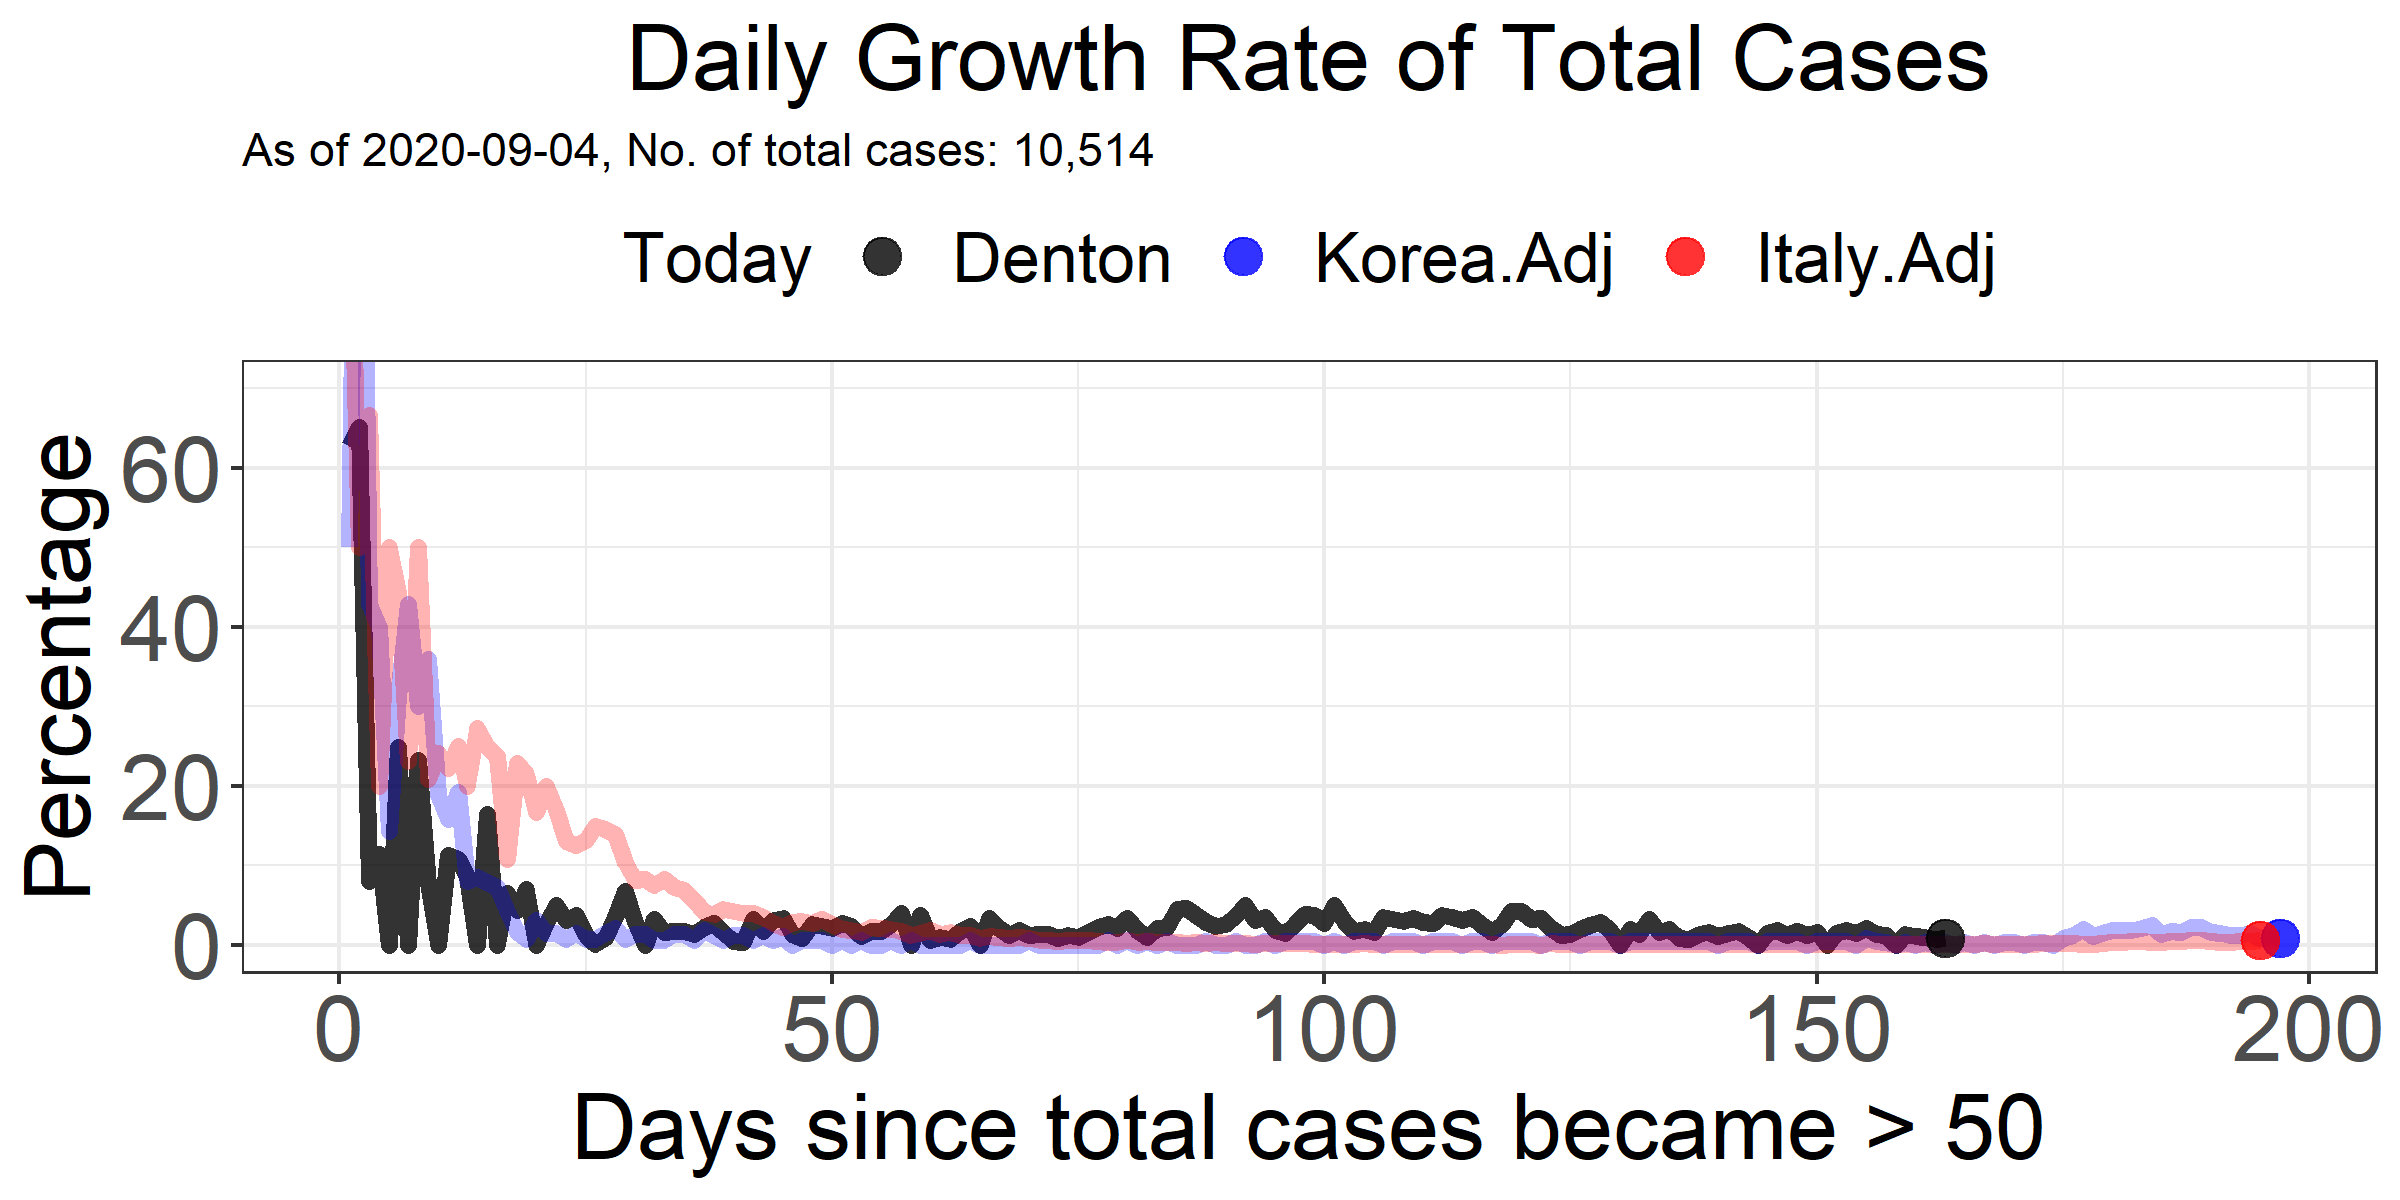 Daily Growth Rate of Total Cases
As of 2020-09-04, No. of total cases: 10,514
Today Denton Korea.Adj Italy.Adj
Percentage
60
40
20
0
0 50 100 150 200
Days since total cases became > 50